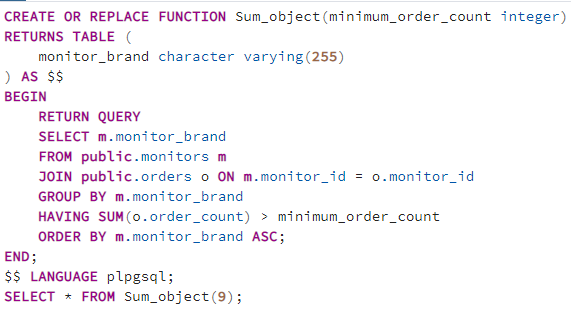 CREATE OR REPLACE FUNCTION Sum_object(minimum_order_count integer)
RETURNS TABLE (
    monitor_brand character varying(255)
) AS $$
BEGIN
    RETURN QUERY
    SELECT m.monitor_brand
    FROM public.monitors m
    JOIN public.orders o ON m.monitor_id = o.monitor_id
    GROUP BY m.monitor_brand
    HAVING SUM(o.order_count) > minimum_order_count
    ORDER BY m.monitor_brand ASC;
END;
$$ LANGUAGE plpgsql;
SELECT * FROM Sum_object(9);